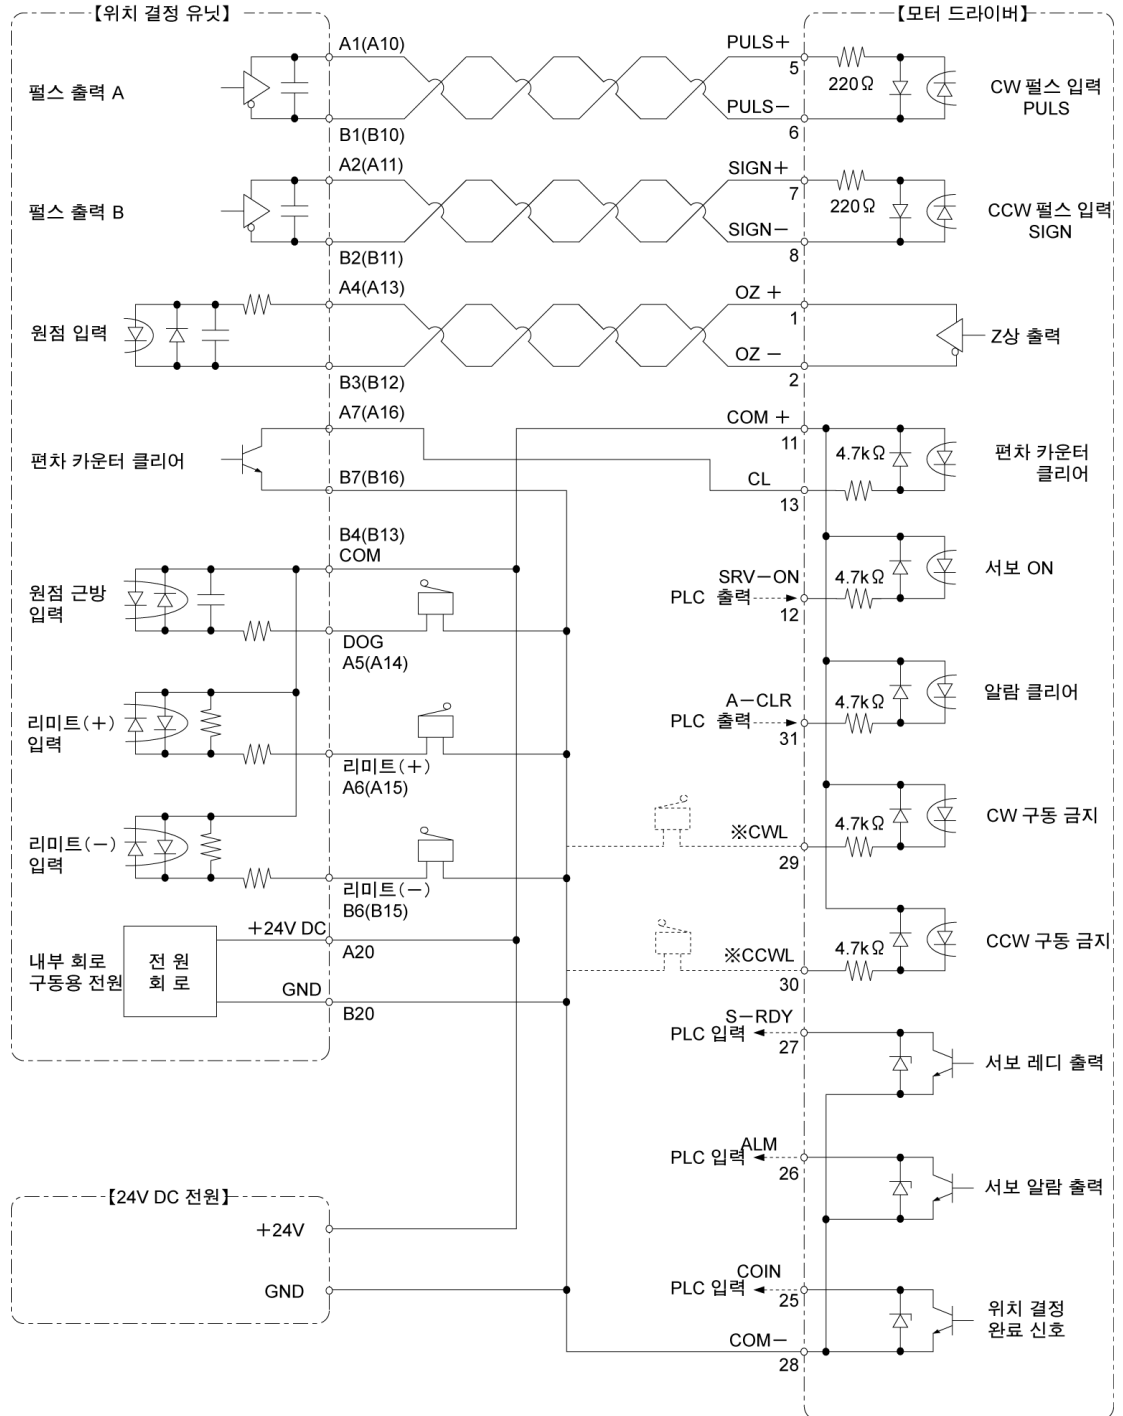 【위치 결정 유닛】
【모터 드라이버】
펄스 출력 A
A1(A10)
B1(B10)
PULS+
5
PULS−
6
220Ω
CW 펄스 입력
PULS
펄스 출력 B
A2(A11)
B2(B11)
SIGN+
7
SIGN−
8
220Ω
CCW 펄스 입력
SIGN
원점 입력
A4(A13)
B3(B12)
OZ +
1
OZ -
2
Z상 출력
편차 카운터 클리어
A7(A16)
B7(B16)
COM +
11
CL
13
4.7kΩ
편차 카운터
클리어
원점 근방
입력
B4(B13)
COM
DOG
A5(A14)
SRV−ON
PLC 출력
12
4.7kΩ
서보 ON
리미트(+)
입력
리미트(+)
A6(A15)
A−CLR
PLC 출력
31
4.7kΩ
알람 클리어
리미트(−)
입력
리미트(−)
B6(B15)
※CWL
29
4.7kΩ
CW 구동 금지
내부 회로
구동용 전원
전 원
회 로
+24V DC
A20
GND
B20
※CCWL
30
4.7kΩ
CCW 구동 금지
S−RDY
PLC 입력
27
서보 레디 출력
ALM
PLC 입력
26
서보 알람 출력
【24V DC 전원】
+24V
GND
COIN
PLC 입력
25
COM−
28
위치 결정
완료 신호